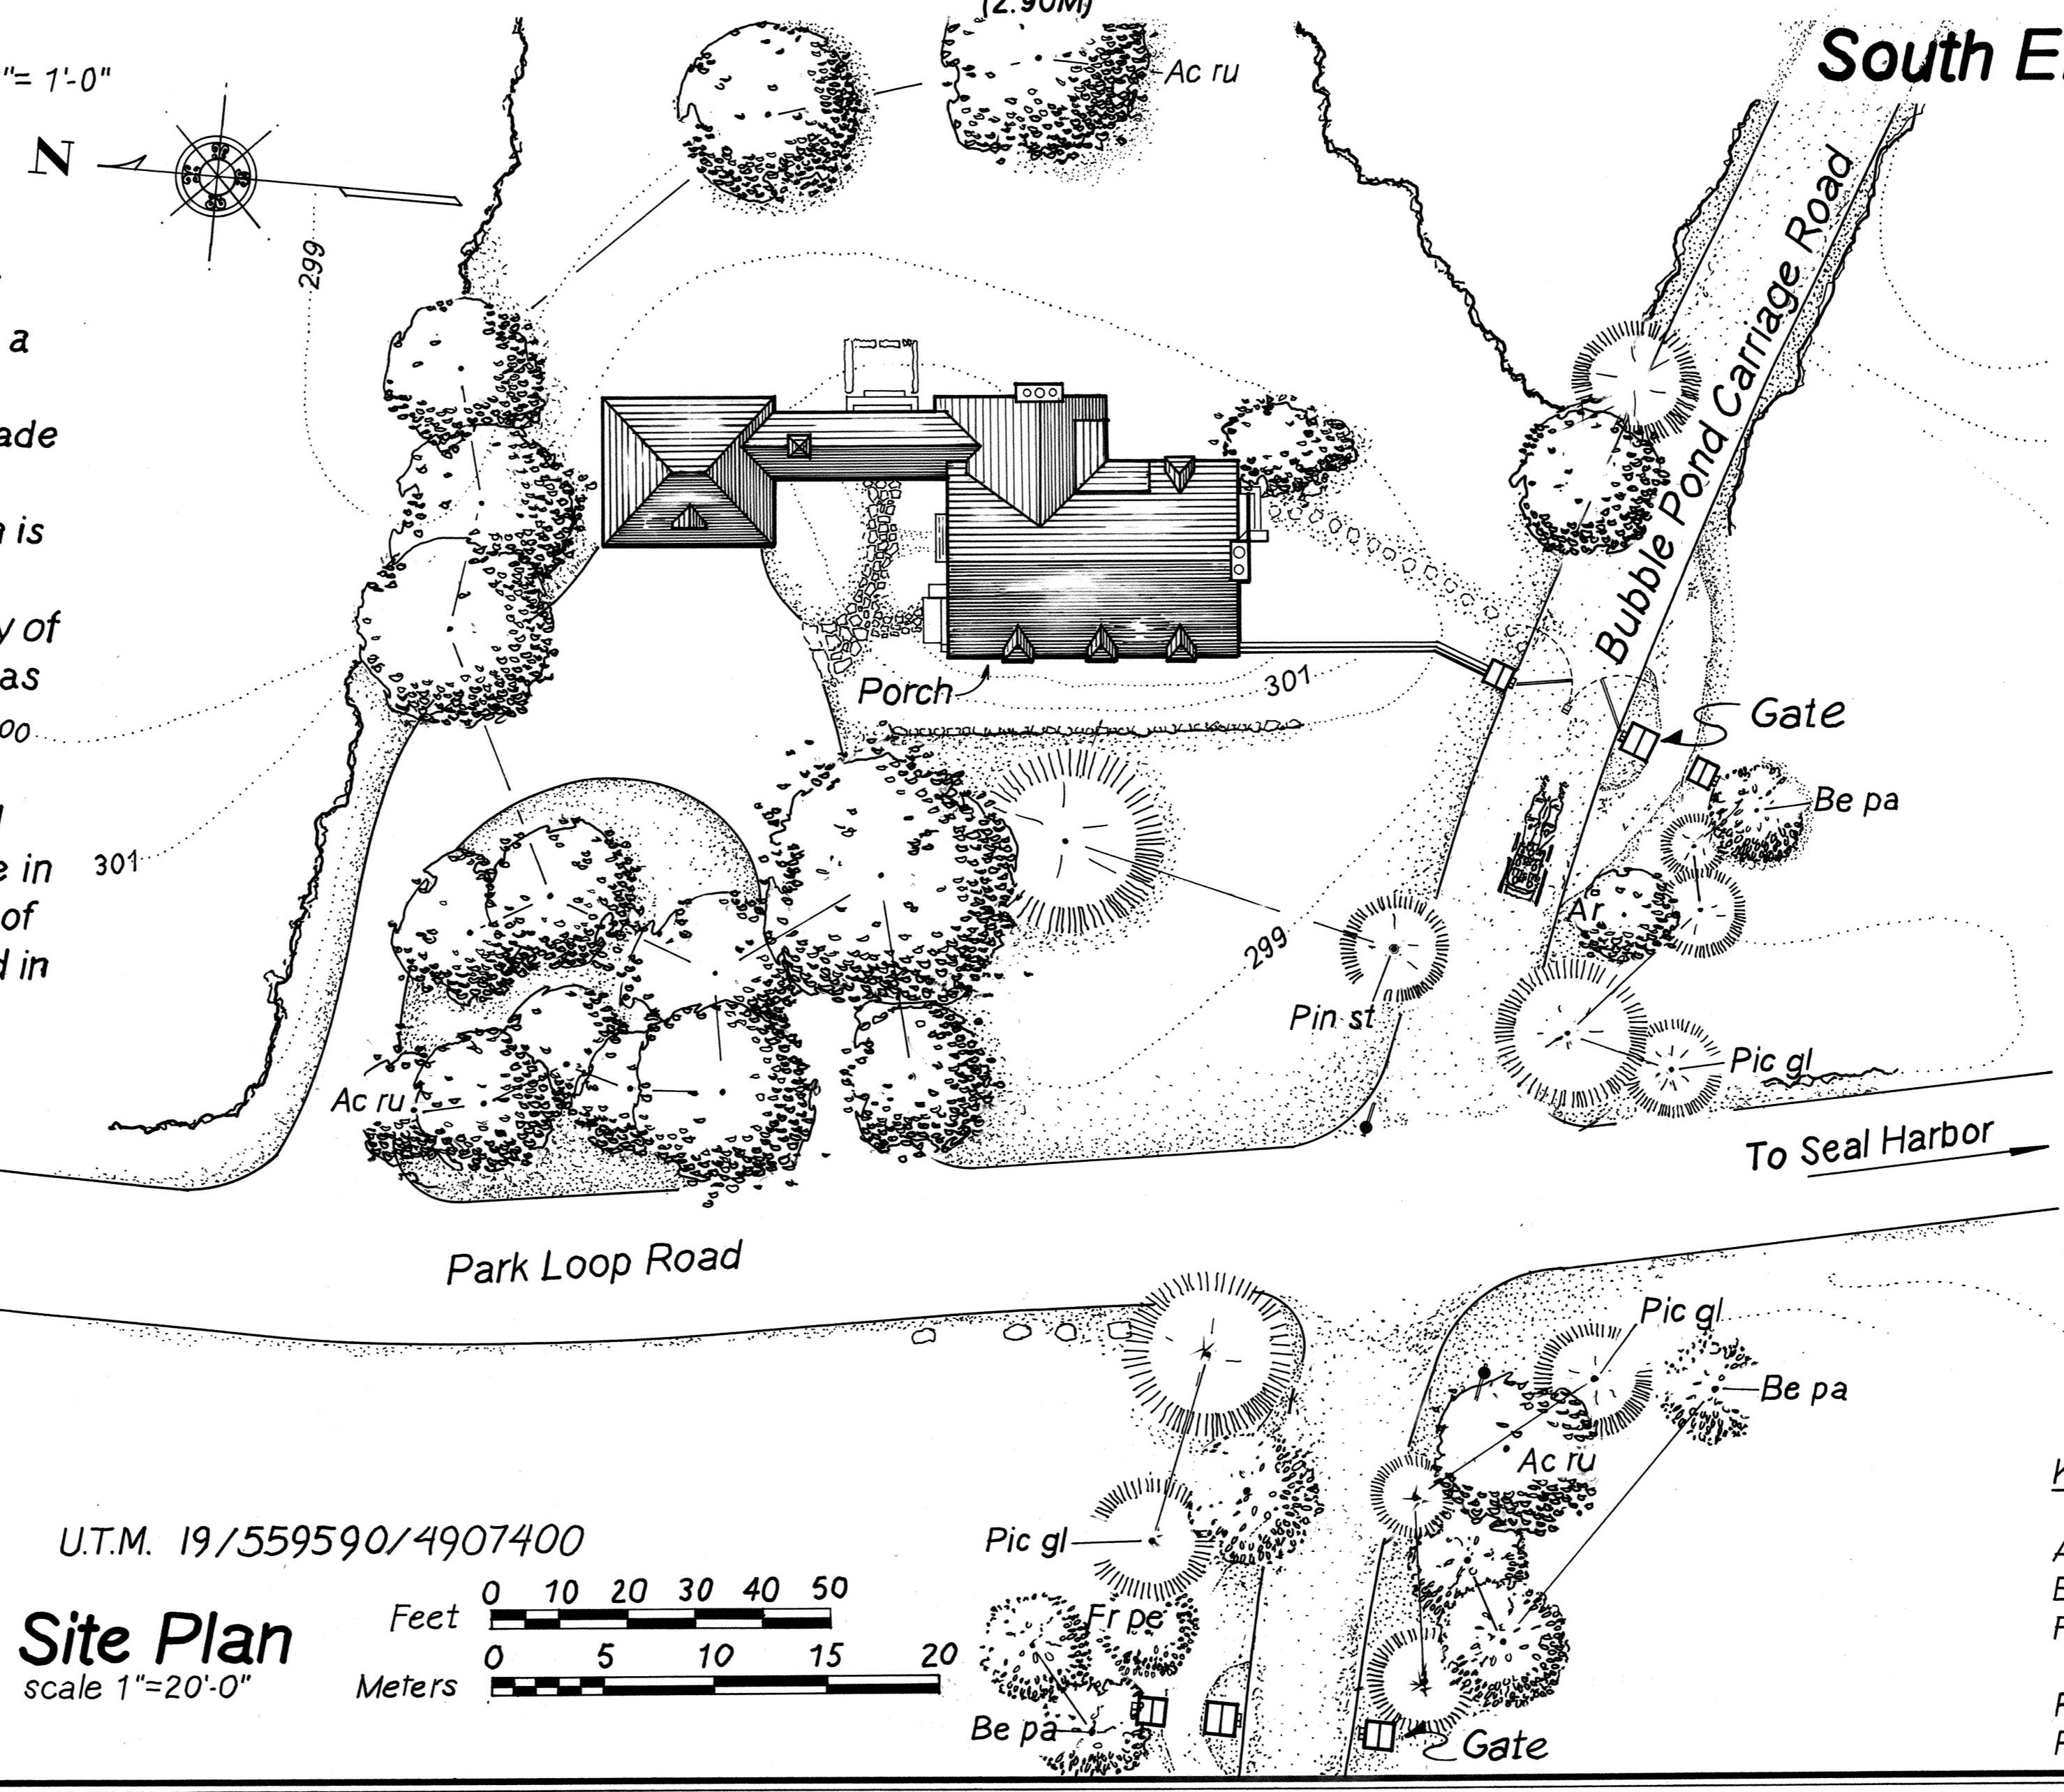 (2.90M)
South E
"= 1'-0"
Ac ru
N
299
a
ade
is
y of
as
00
301
e in
of
d in
Bubble Pond Carriage Road
Porch
301
Gate
Be pa
Ar
299
Pin st
Pic gl
Ac ru
To Seal Harbor
Park Loop Road
Pic gl
Be pa
Ac ru
Pic gl
Fr pe
Be pa
Gate
U.T.M. 19/559590/4907400
Site Plan
scale 1"=20'-0"
Feet 0 10 20 30 40 50
Meters 0 5 10 15 20